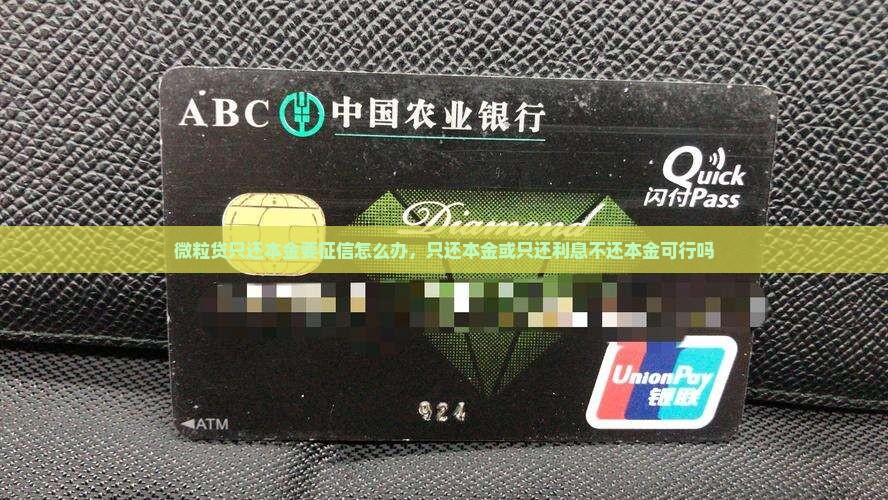 ABC 中国农业银行
Quick
闪付Pass
Diamond
微粒贷只还本金要征信怎么办，只还本金或只还利息不还本金可行吗
UnionPay
银联
924
ATM